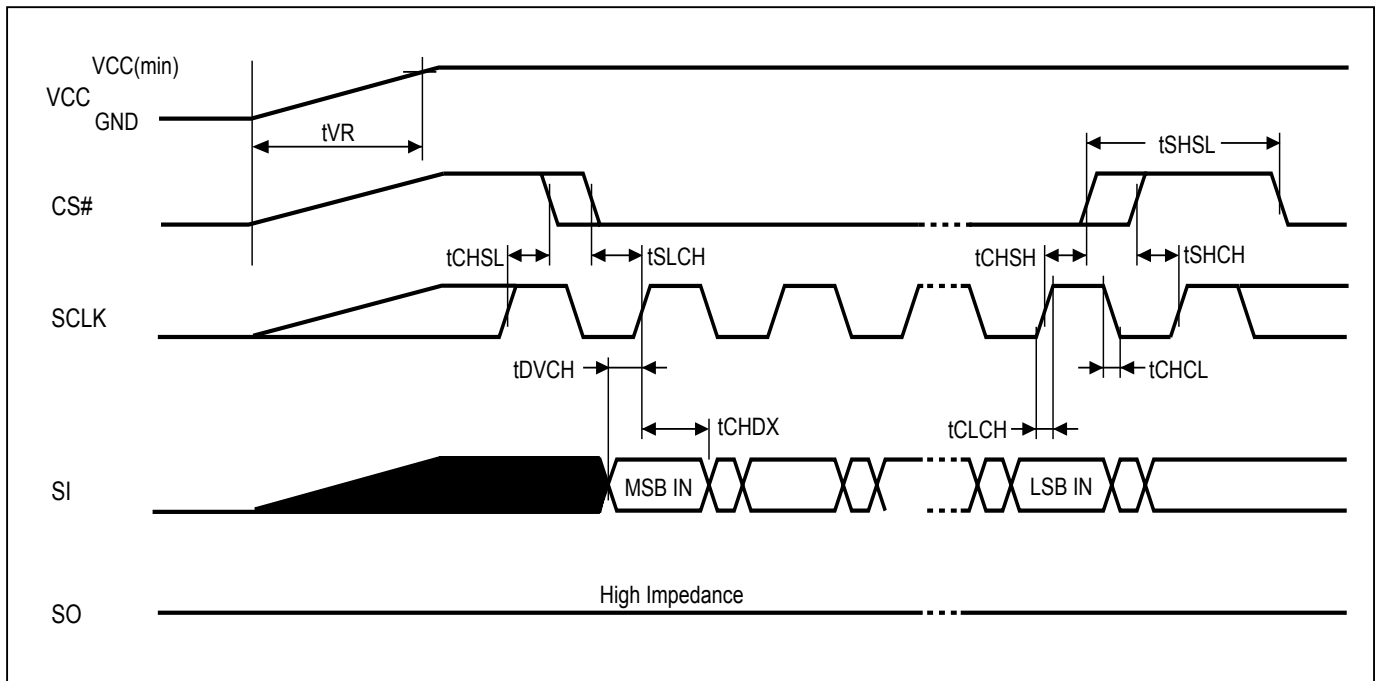 VCC(min)
VCC
GND
tVR
tSHSL
CS#
tCHSL
tSLCH
tCHSH
tSHCH
SCLK
tDVCH
tCHCL
tCHDX
tCLCH
SI
MSB IN
LSB IN
High Impedance
SO